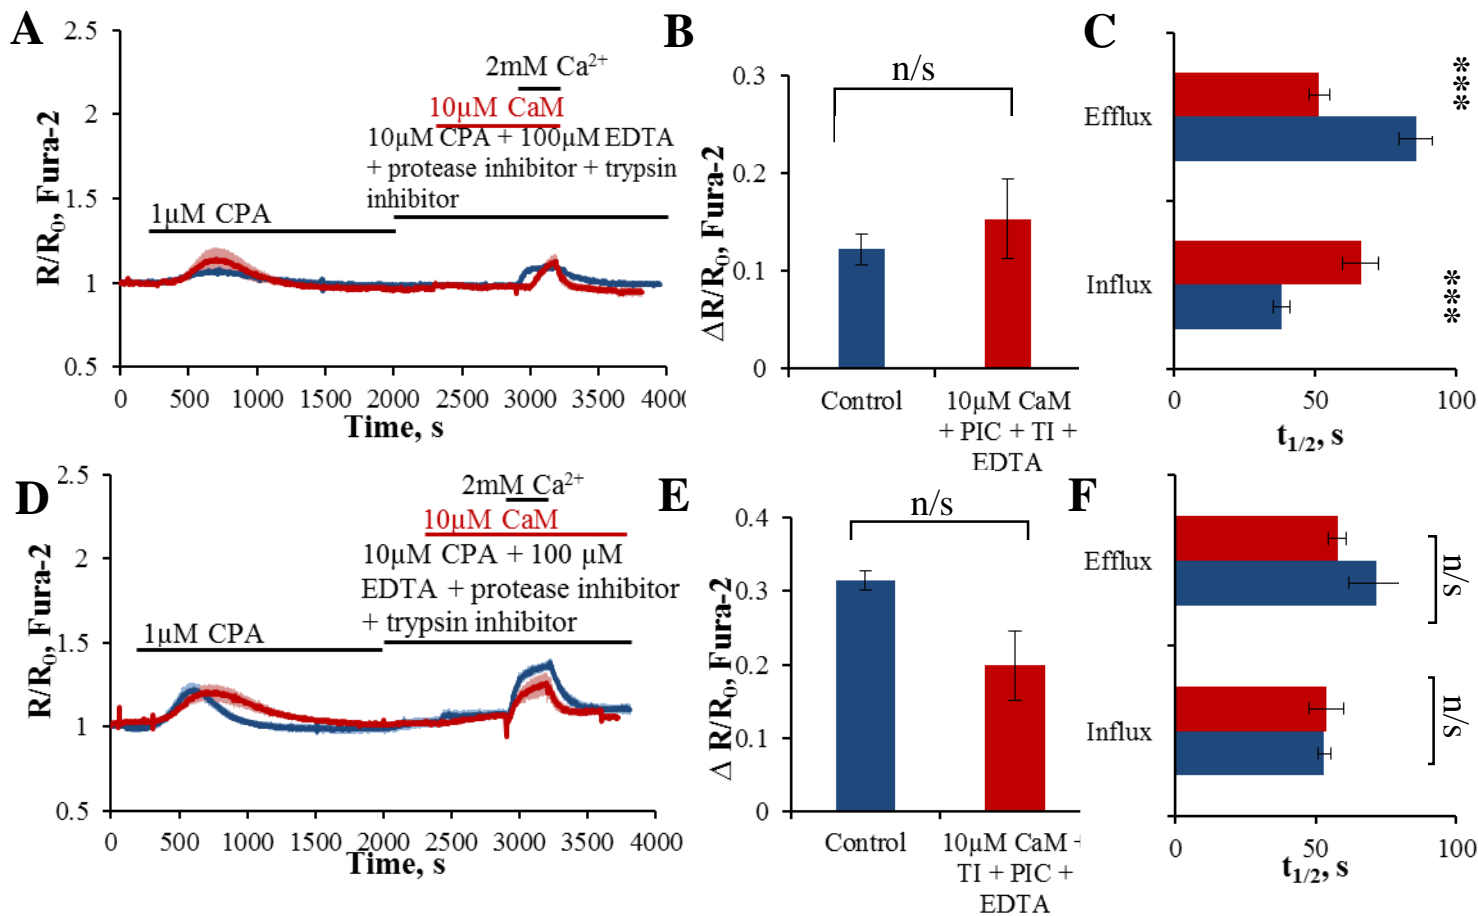 A
2.5
2
1.5
1
0.5
R/R0, Fura-2
2mM Ca2+
10µM CaM
10µM CPA + 100µM EDTA
+ protease inhibitor + trypsin
inhibitor
1µM CPA
0 500 1000 1500 2000 2500 3000 3500 4000
Time, s
B
n/s
0.3
0.2
0.1
0
ΔR/R0, Fura-2
Control
10µM CaM
+ PIC + TI +
EDTA
C
Efflux
***
Influx
***
0 50 100
t1/2, s
D
2.5
2
1.5
1
0.5
R/R0, Fura-2
2mM Ca2+
10µM CaM
10µM CPA + 100 µM
EDTA + protease inhibitor
+ trypsin inhibitor
1µM CPA
0 500 1000 1500 2000 2500 3000 3500 4000
Time, s
E
n/s
0.4
0.3
0.2
0.1
0
Δ R/R0, Fura-2
Control
10µM CaM +
TI + PIC +
EDTA
F
Efflux
n/s
Influx
n/s
0 50 100
t1/2, s